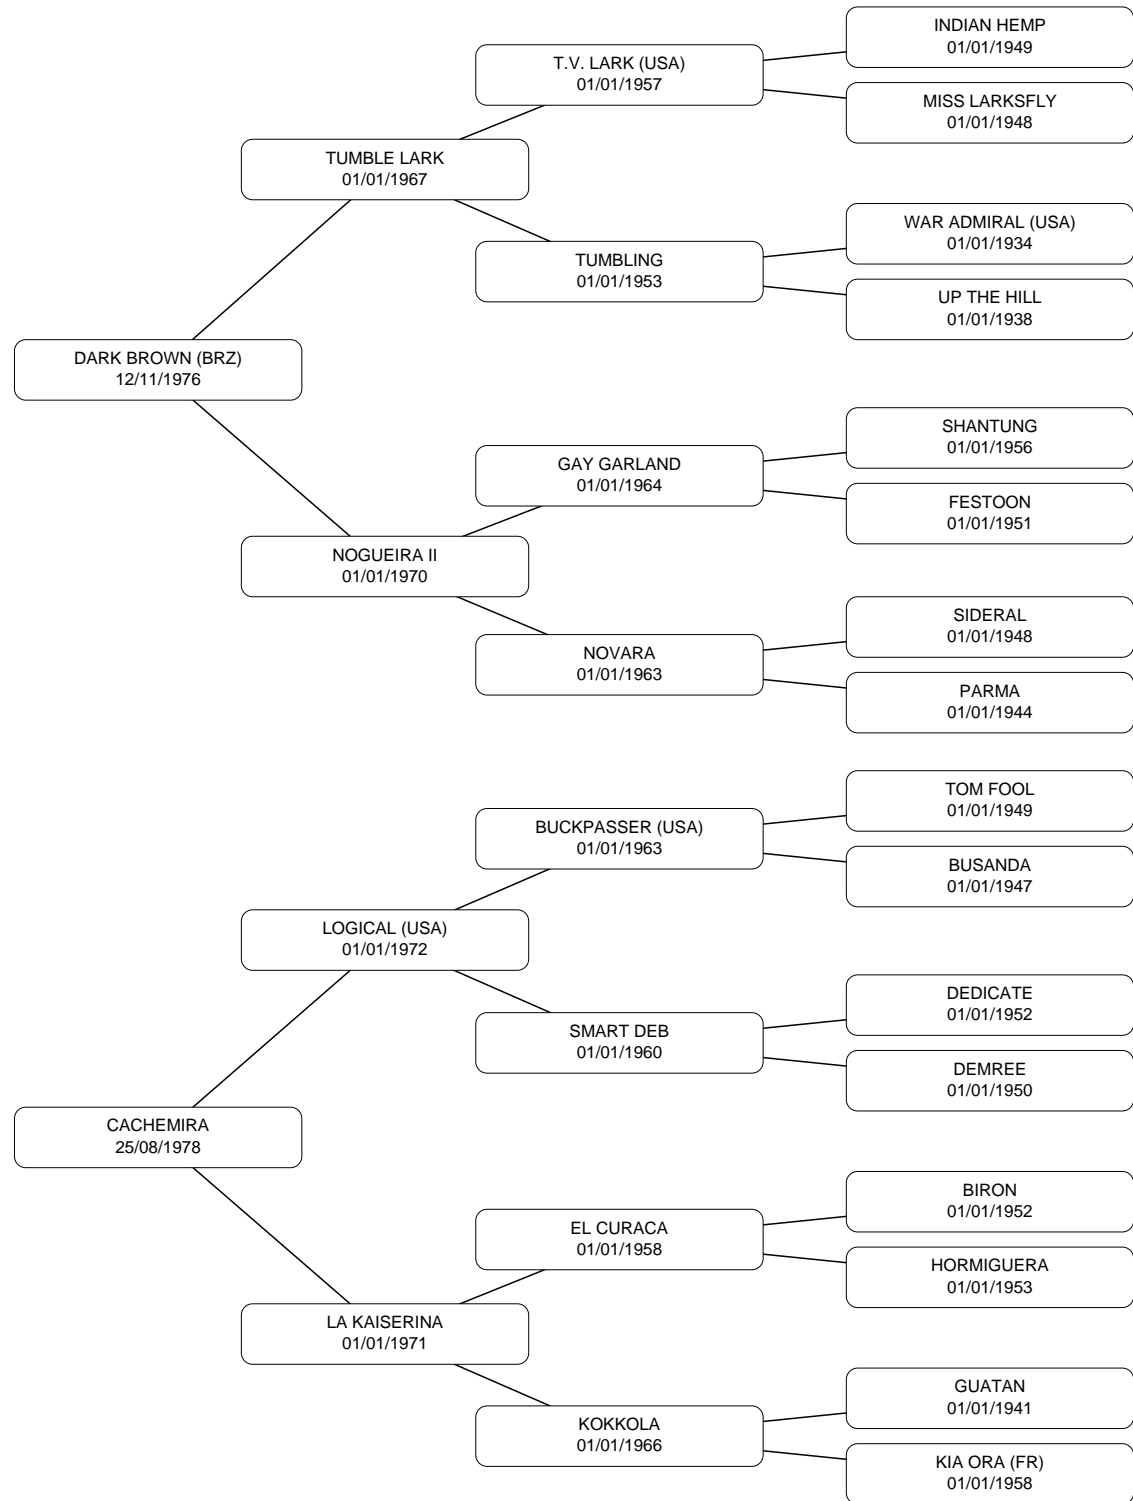 INDIAN HEMP
01/01/1949
T.V. LARK (USA)
01/01/1957
MISS LARKSFLY
01/01/1948
TUMBLE LARK
01/01/1967
WAR ADMIRAL (USA)
01/01/1934
TUMBLING
01/01/1953
UP THE HILL
01/01/1938
DARK BROWN (BRZ)
12/11/1976
SHANTUNG
01/01/1956
GAY GARLAND
01/01/1964
FESTOON
01/01/1951
NOGUEIRA II
01/01/1970
SIDERAL
01/01/1948
NOVARA
01/01/1963
PARMA
01/01/1944
TOM FOOL
01/01/1949
BUCKPASSER (USA)
01/01/1963
BUSANDA
01/01/1947
LOGICAL (USA)
01/01/1972
DEDICATE
01/01/1952
SMART DEB
01/01/1960
DEMREE
01/01/1950
CACHEMIRA
25/08/1978
BIRON
01/01/1952
EL CURACA
01/01/1958
HORMIGUERA
01/01/1953
LA KAISERINA
01/01/1971
GUATAN
01/01/1941
KOKKOLA
01/01/1966
KIA ORA (FR)
01/01/1958